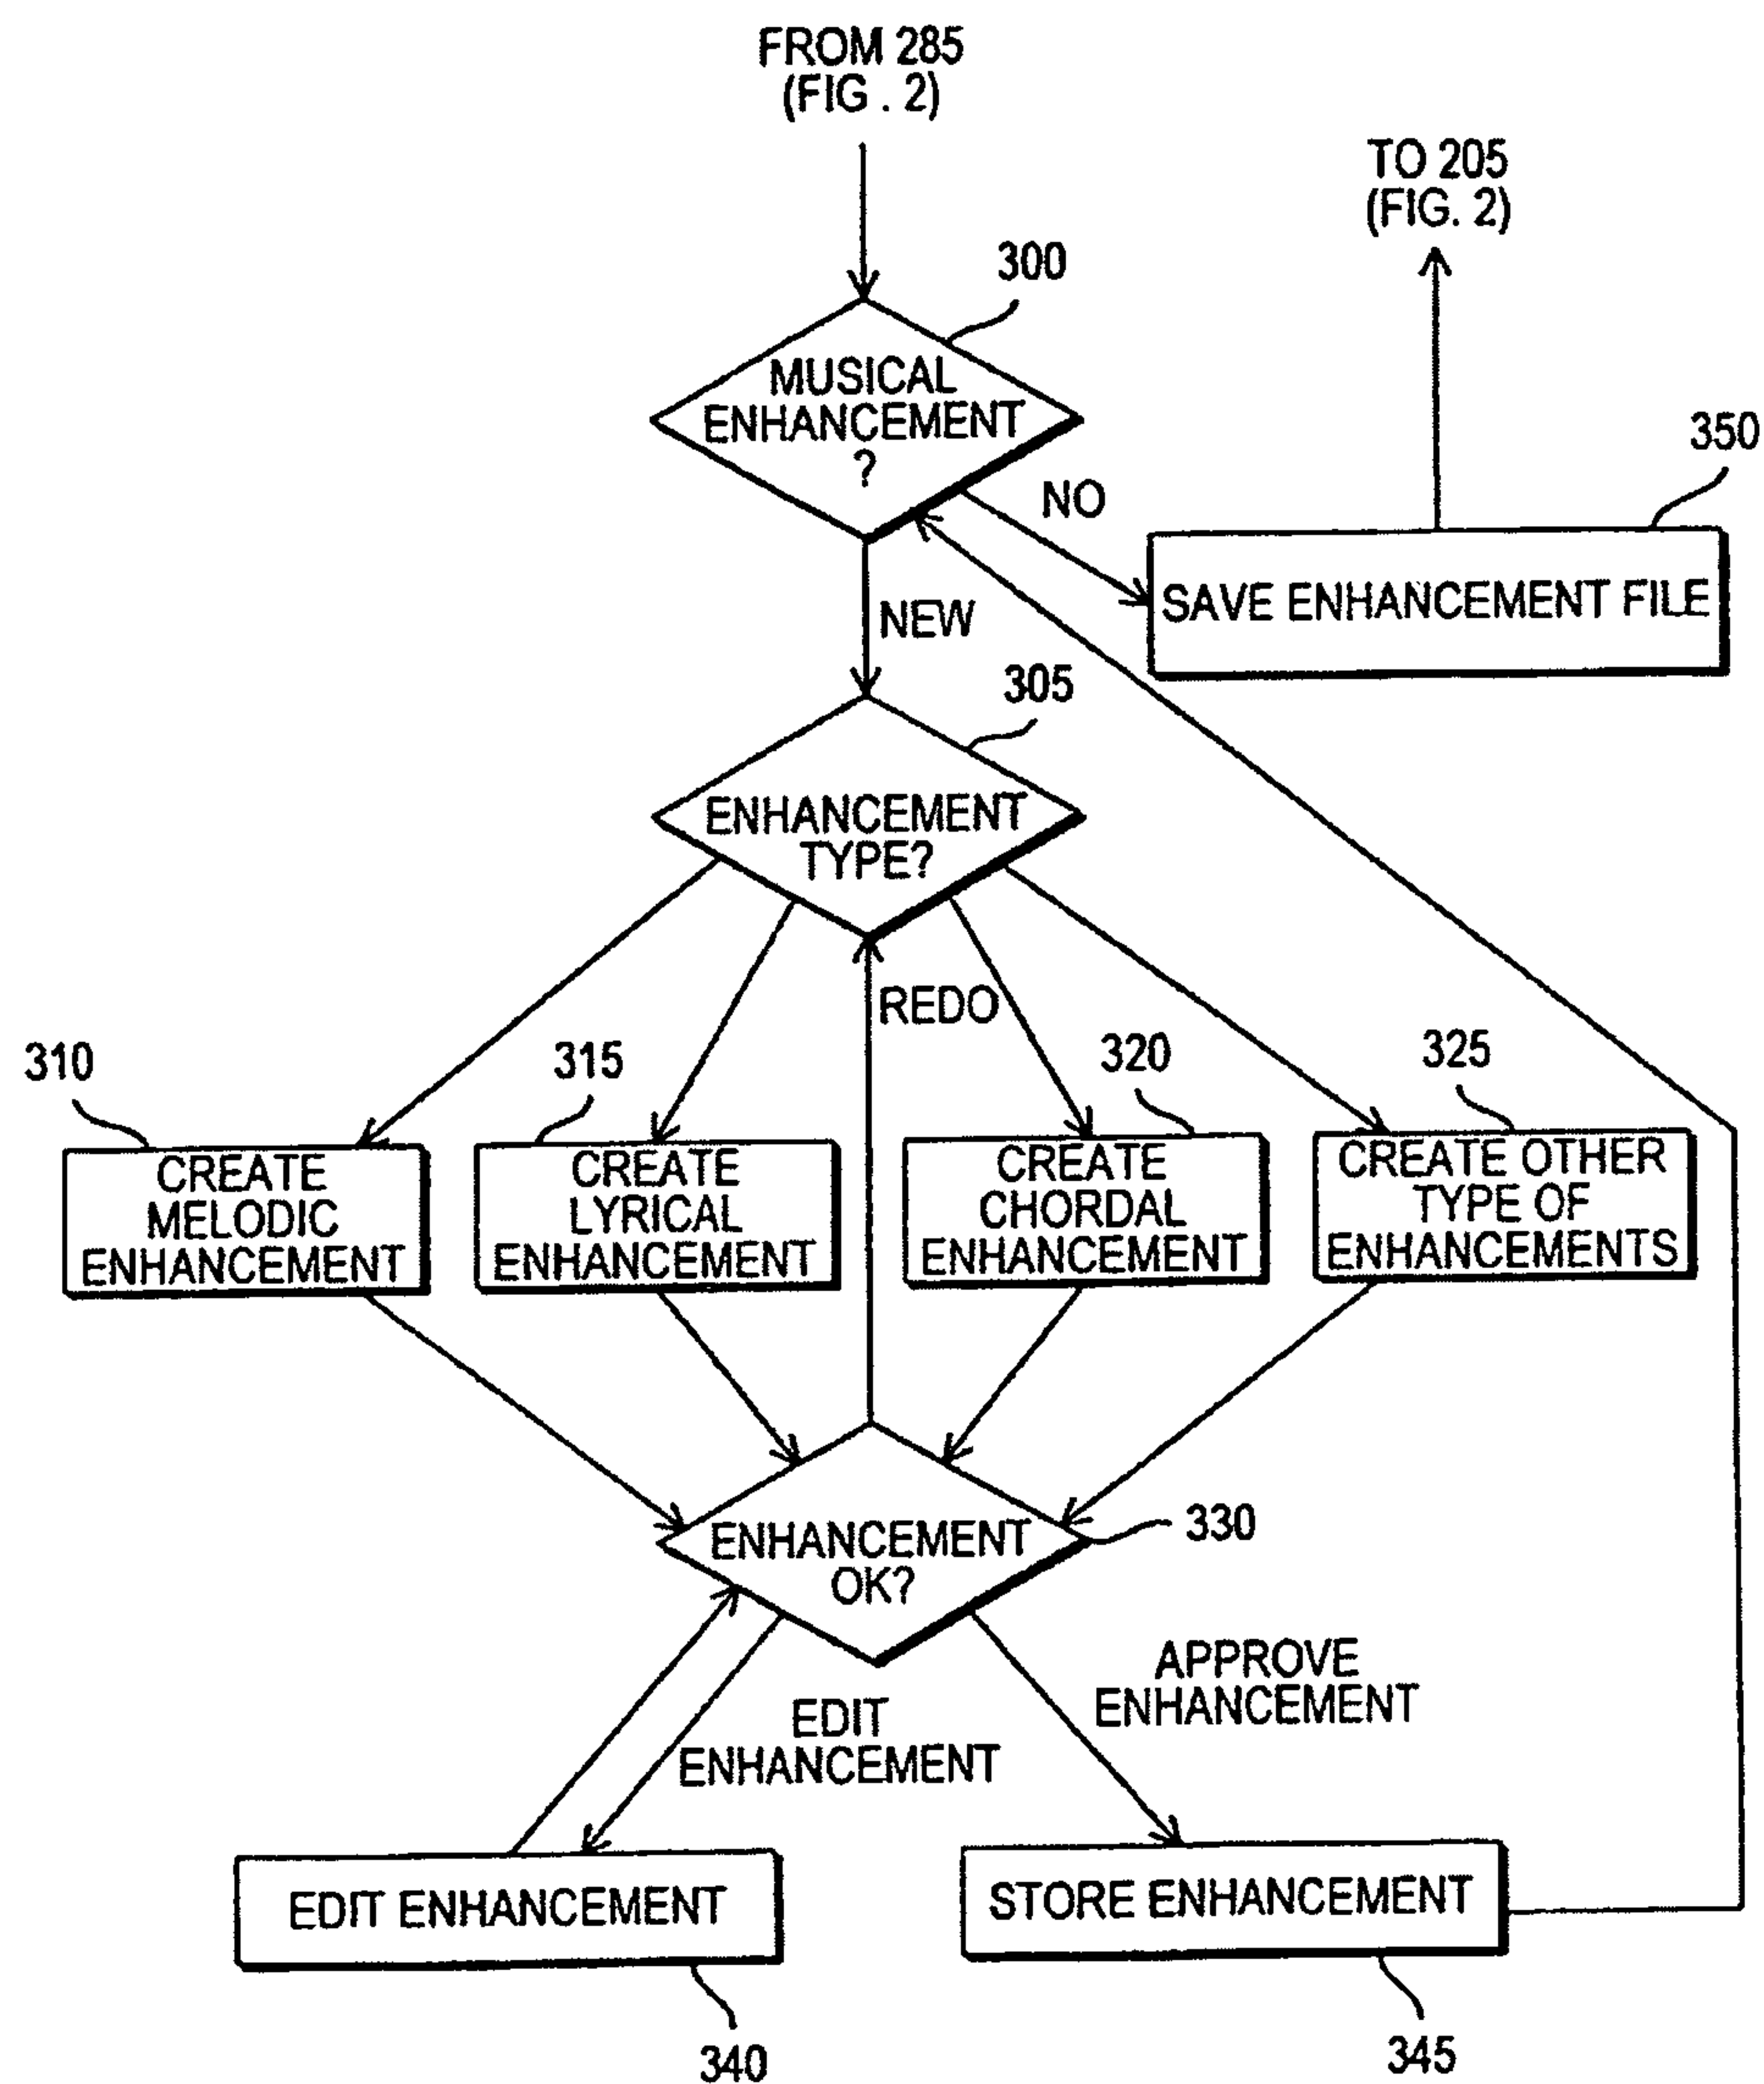 FROM 285
(FIG . 2)
TO 205
(FIG. 2)
300
MUSICAL
ENHANCEMENT
?
350
NO
SAVE ENHANCEMENT FILE
NEW
305
ENHANCEMENT
TYPE?
REDO
310
315
320
325
CREATE
MELODIC
ENHANCEMENT
CREATE
LYRICAL
ENHANCEMENT
CREATE
CHORDAL
ENHANCEMENT
CREATE OTHER
TYPE OF
ENHANCEMENTS
ENHANCEMENT
OK?
330
EDIT
ENHANCEMENT
APPROVE
ENHANCEMENT
EDIT ENHANCEMENT
STORE ENHANCEMENT
340
345